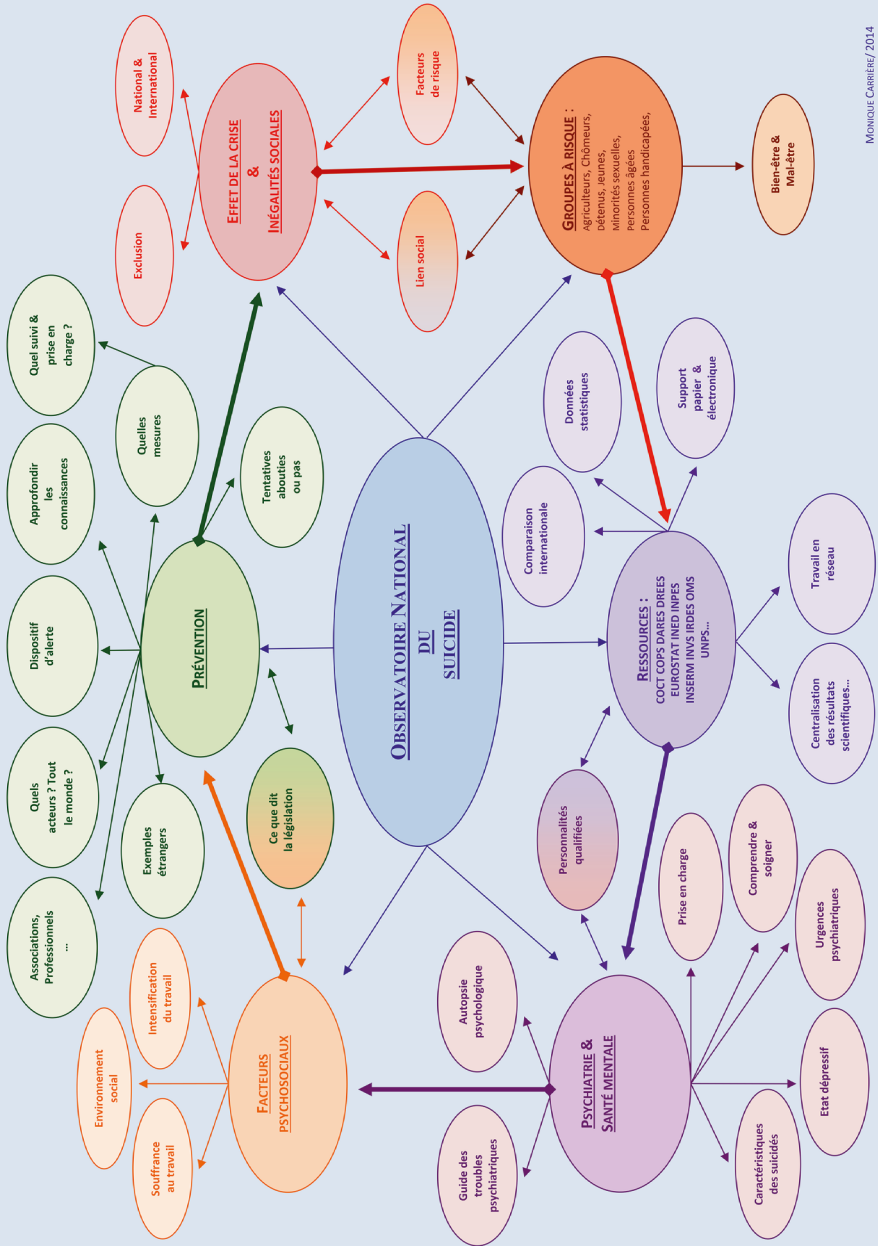 Associations,
Professionnels
...
Quels
acteurs ? Tout
le monde ?
Dispositif
d'alerte
Approfondir
les
connaissances
Quel suivi &
prise en
charge ?
Exemples
étrangers
Quelles
mesures
Environnement
social
Souffrance
au travail
Intensification
du travail
PRÉVENTION
Tentatives
abouties
ou pas
Exclusion
National &
International
FACTEURS
PSYCHOSOCIAUX
Ce que dit
la législation
EFFET DE LA CRISE
&
INÉGALITÉS SOCIALES
OBSERVATOIRE NATIONAL
DU
SUICIDE
Lien social
Facteurs
de risque
Guide des
troubles
psychiatriques
Autopsie
psychologique
Personnalités
qualifiées
Comparaison
internationale
Données
statistiques
PSYCHIATRIE &
SANTÉ MENTALE
RESSOURCES :
COCT COPS DARES DREES
EUROSTAT INED INPES
INSERM INVS IRDES OMS
UNPS...
GROUPES À RISQUE :
Agriculteurs, Chômeurs,
Détenus, Jeunes,
Minorités sexuelles,
Personnes âgées
Personnes handicapées,
Support
papier &
électronique
Prise en charge
Caractéristiques
des suicidés
Etat dépressif
Urgences
psychiatriques
Comprendre &
soigner
Centralisation
des résultats
scientifiques...
Travail en
réseau
Bien-être &
Mal-être
MONIQUE CARRIÈRE/ 2014